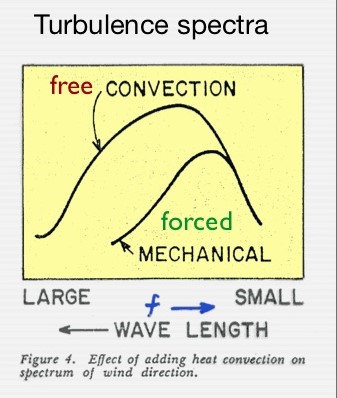 Turbulence spectra
free CONVECTION
forced
MECHANICAL
LARGE f SMALL
WAVE LENGTH
Figure 4. Effect of adding heat convection on
spectrum of wind direction.